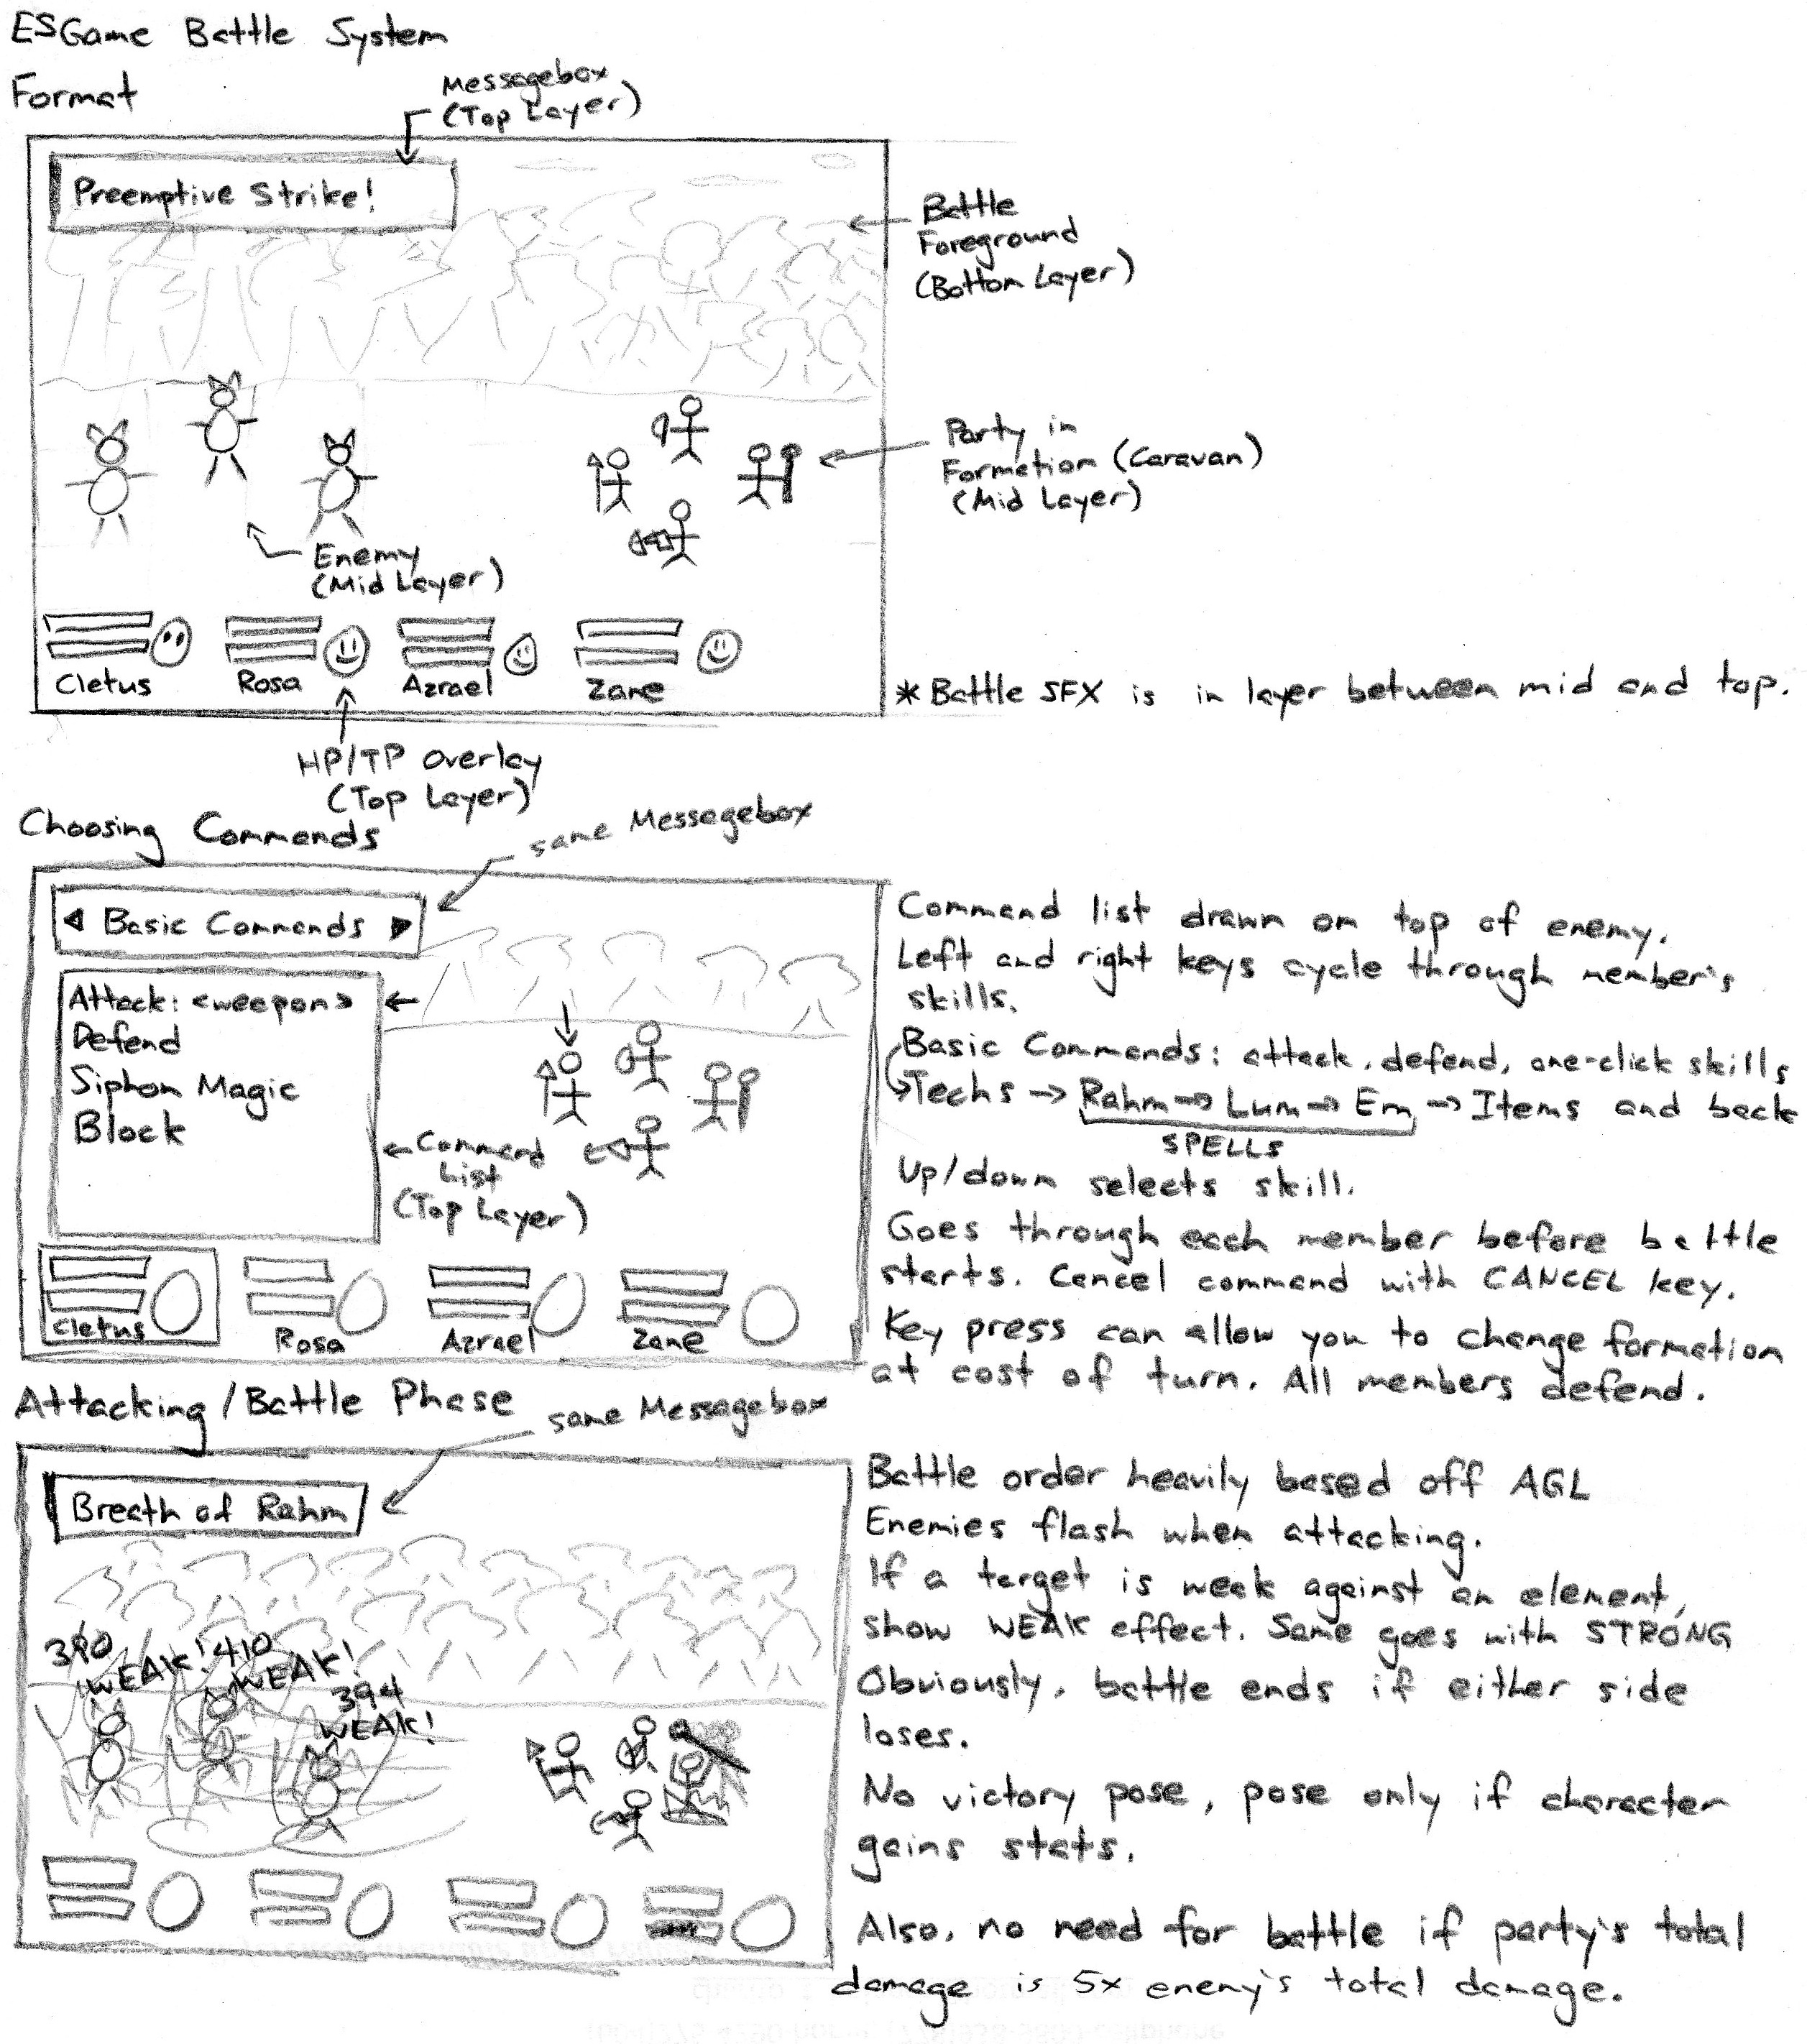 ESGame Battle System
Format
Messagebox
(Top Layer)
Preemptive Strike!
Battle
Foreground
(Bottom Layer)
Party in
Formation (Caravan)
(Mid Layer)
Enemy
(Mid Layer)
Cletus
Rosa
Azrael
Zane
*Battle SFX is in layer between mid and top.
HP/TP Overlay
(Top Layer)
Choosing Commands
same Messagebox
Basic Commands
Attack: <weapon>
Defend
Siphon Magic
Block
Command
List
(Top Layer)
Cletus
Rosa
Azrael
Zane
Command list drawn on top of enemy.
Left and right keys cycle through member's
skills.
Basic Commands: attack, defend, one-click skills
Techs → Rahm → Lum → Em → Items and back
SPELLS
Up/down selects skill.
Goes through each member before battle
starts. Cancel command with CANCEL key.
Key press can allow you to change formation
at cost of turn. All members defend.
Attacking/Battle Phase
same Messagebox
Breath of Rahm
WEAK!
410
WEAK!
394
WEAK!
Battle order heavily based off AGL
Enemies flash when attacking.
If a target is weak against an element,
show WEAK effect. Same goes with STRONG
Obviously, battle ends if either side
loses.
No victory pose, pose only if character
gains stats.
Also, no need for battle if party's total
damage is 5x enemy's total damage.